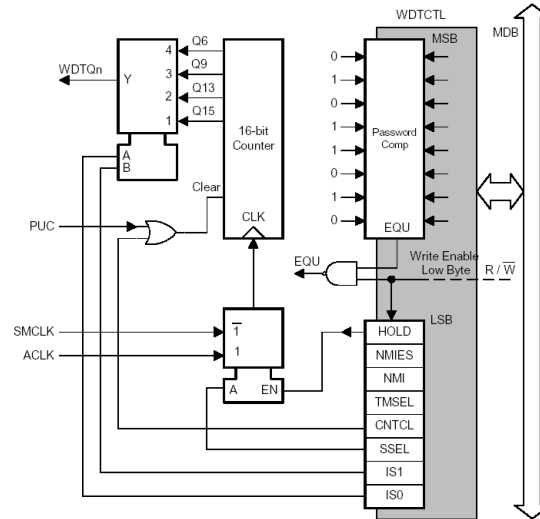 WDTCTL
MDB
MSB
Q6
Q9
Q13
Q15
4
3
2
1
Y
WDTQn
A
B
16-bit
Counter
CLK
Clear
PUC
0
1
0
1
1
0
1
0
Password
Comp
EQU
EQU
Write Enable
Low Byte
R / W̅
SMCLK
ACLK
1̅
1
A
EN
LSB
HOLD
NMIES
NMI
TMSEL
CNTCL
SSEL
IS1
IS0